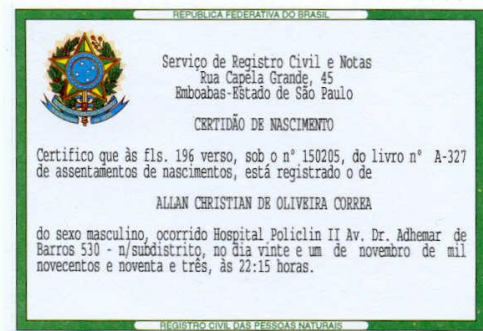 REPÚBLICA FEDERATIVA DO BRASIL
Serviço de Registro Civil e Notas
Rua Capela Grande, 45
Emboabas-Estado de São Paulo
CERTIDÃO DE NASCIMENTO
Certifico que às fls. 196 verso, sob o nº 150205, do livro nº A-327
de assentamentos de nascimentos, está registrado o de
ALLAN CHRISTIAN DE OLIVEIRA CORREA
do sexo masculino, ocorrido Hospital Policlin II Av. Dr. Adhemar de
Barros 530 - n/subdistrito, no dia vinte e um de novembro de mil
novecentos e noventa e três, às 22:15 horas.
REGISTRO CIVIL DAS PESSOAS NATURAIS